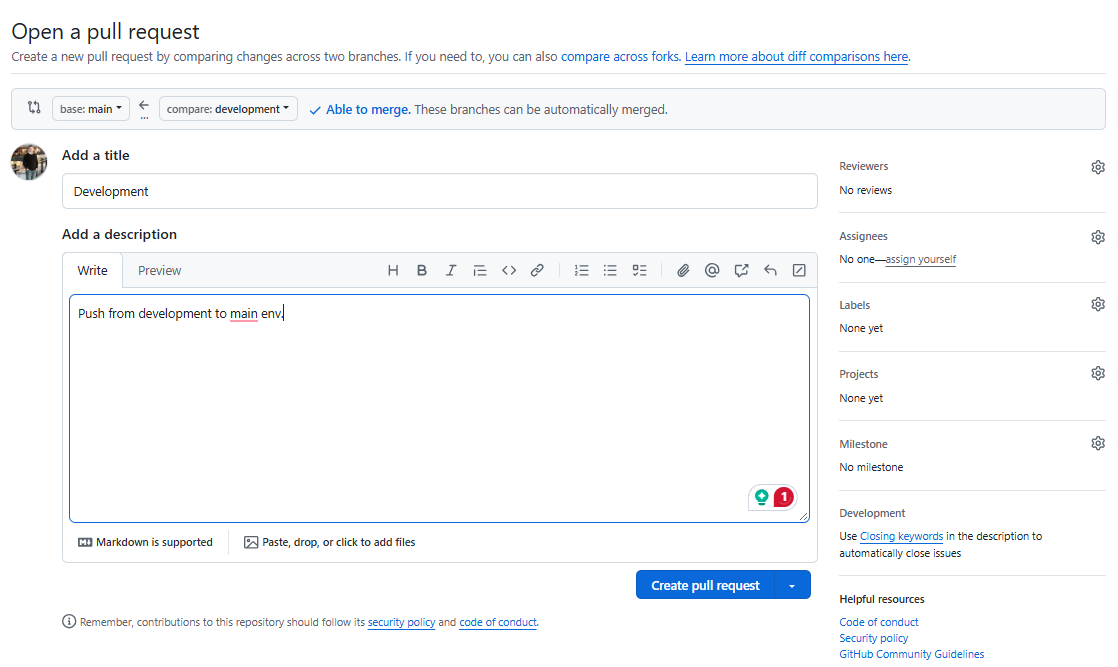 Open a pull request
Create a new pull request by comparing changes across two branches. If you need to, you can also compare across forks. Learn more about diff comparisons here.
base: main
...
compare: development
Able to merge. These branches can be automatically merged.
Add a title
Development
Add a description
Write Preview
H B I
Push from development to main env.
1
Markdown is supported
Paste, drop, or click to add files
Create pull request
Remember, contributions to this repository should follow its security policy and code of conduct.
Reviewers
No reviews
Assignees
No one—assign yourself
Labels
None yet
Projects
None yet
Milestone
No milestone
Development
Use Closing keywords in the description to
automatically close issues
Helpful resources
Code of conduct
Security policy
GitHub Community Guidelines